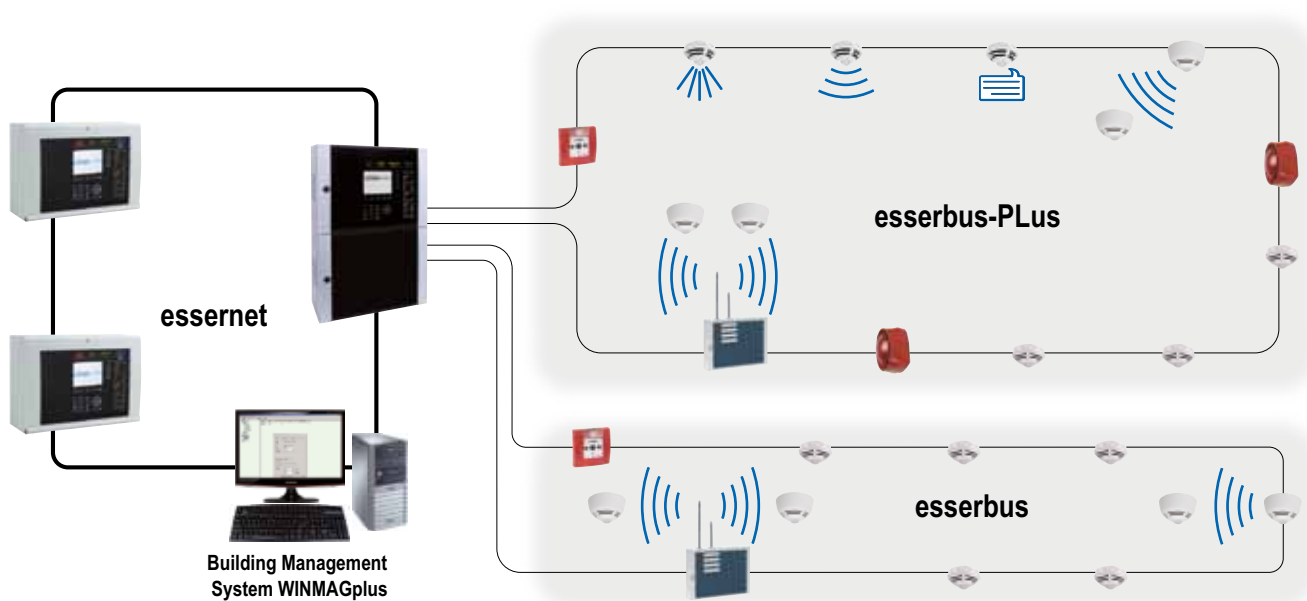 esserbus-PLus
essernet
esserbus
Building Management
System WINMAGplus